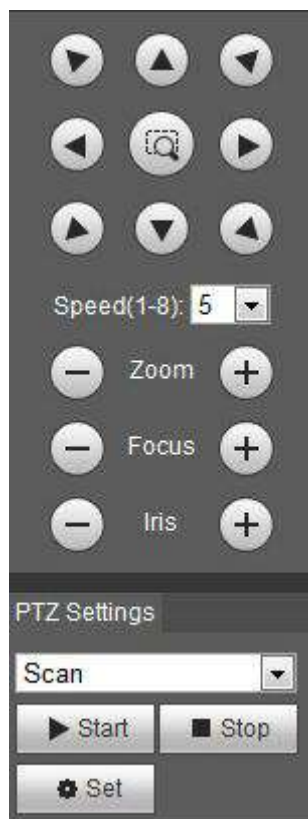 Speed(1-8): 5
Zoom
Focus
Iris
PTZ Settings
Scan
Start Stop
Set